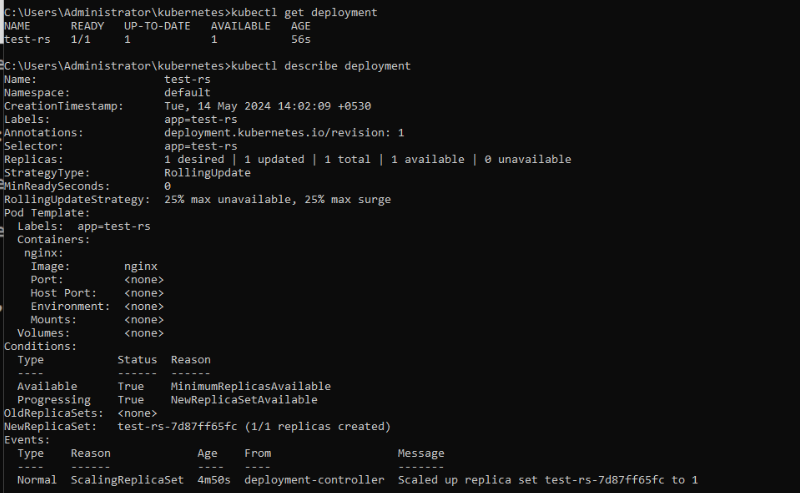 C:\Users\Administrator\kubernetes>kubectl get deployment
NAME      READY   UP-TO-DATE   AVAILABLE   AGE
test-rs   1/1     1            1           56s
C:\Users\Administrator\kubernetes>kubectl describe deployment
Name:                   test-rs
Namespace:              default
CreationTimestamp:      Tue, 14 May 2024 14:02:09 +0530
Labels:                 app=test-rs
Annotations:            deployment.kubernetes.io/revision: 1
Selector:               app=test-rs
Replicas:               1 desired | 1 updated | 1 total | 1 available | 0 unavailable
StrategyType:           RollingUpdate
MinReadySeconds:        0
RollingUpdateStrategy:  25% max unavailable, 25% max surge
Pod Template:
  Labels:  app=test-rs
  Containers:
   nginx:
    Image:        nginx
    Port:         <none>
    Host Port:    <none>
    Environment:  <none>
    Mounts:       <none>
  Volumes:        <none>
Conditions:
  Type           Status  Reason
  ----           ------  ------
  Available      True    MinimumReplicasAvailable
  Progressing    True    NewReplicaSetAvailable
OldReplicaSets:  <none>
NewReplicaSet:   test-rs-7d87ff65fc (1/1 replicas created)
Events:
  Type    Reason             Age    From                   Message
  ----    ------             ----   ----                   -------
  Normal  ScalingReplicaSet  4m50s  deployment-controller  Scaled up replica set test-rs-7d87ff65fc to 1